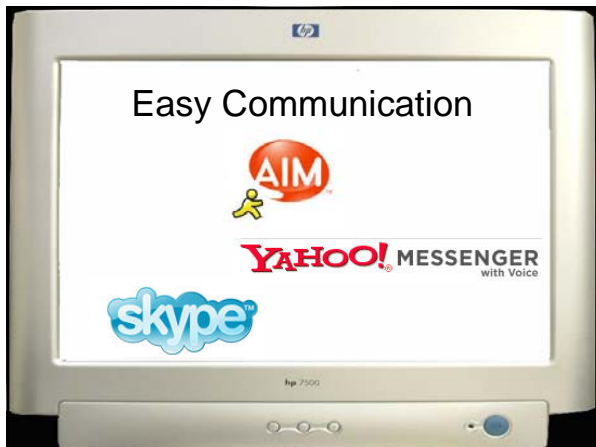 hp
Easy Communication
AIM
YAHOO! MESSENGER
with Voice
skype
hp 7500